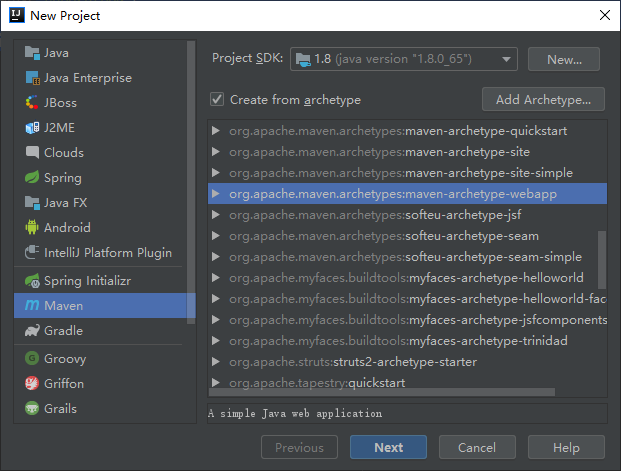 New Project
Java
Java Enterprise
JBoss
J2ME
Clouds
Spring
Java FX
Android
IntelliJ Platform Plugin
Spring Initializr
Maven
Gradle
Groovy
Griffon
Grails
Project SDK: 1.8 (java version "1.8.0_65") New...
Create from archetype Add Archetype...
org.apache.maven.archetypes:maven-archetype-quickstart
org.apache.maven.archetypes:maven-archetype-site
org.apache.maven.archetypes:maven-archetype-site-simple
org.apache.maven.archetypes:maven-archetype-webapp
org.apache.maven.archetypes:softeu-archetype-jsf
org.apache.maven.archetypes:softeu-archetype-seam
org.apache.maven.archetypes:softeu-archetype-seam-simple
org.apache.myfaces.buildtools:myfaces-archetype-helloworld
org.apache.myfaces.buildtools:myfaces-archetype-helloworld-fac
org.apache.myfaces.buildtools:myfaces-archetype-jsfcomponents
org.apache.myfaces.buildtools:myfaces-archetype-trinidad
org.apache.struts:struts2-archetype-starter
org.apache.tapestry:quickstart
A simple Java web application
Previous Next Cancel Help